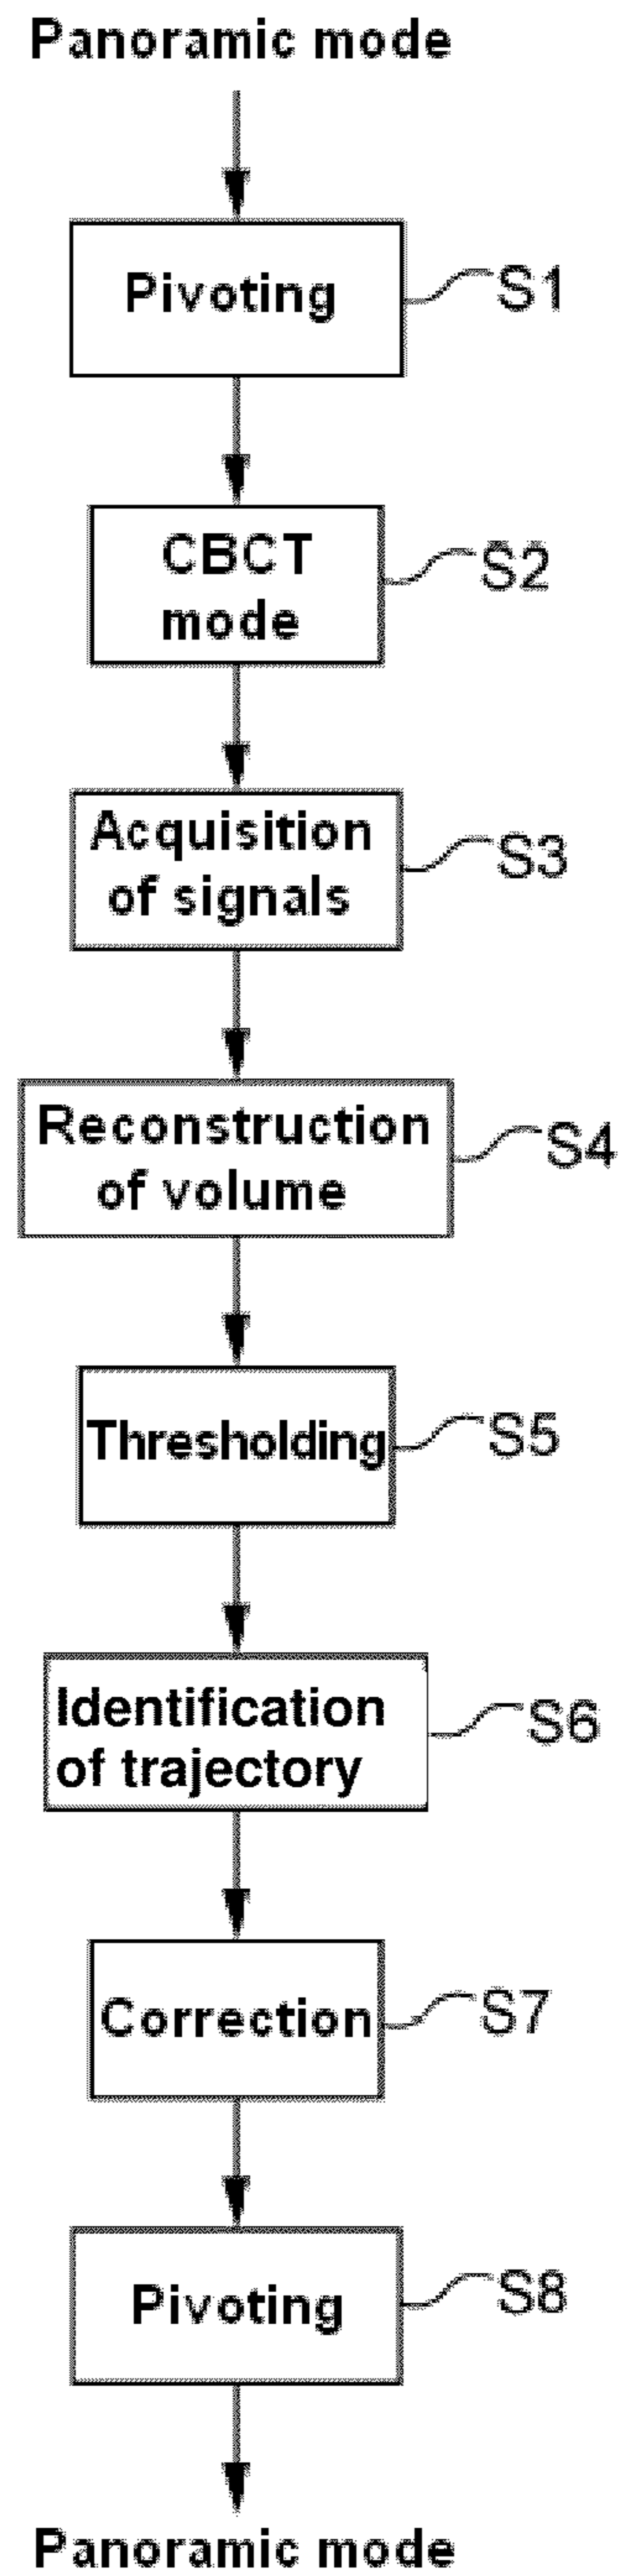 Panoramic mode
Pivoting
S1
CBCT
mode
S2
Acquisition
of signals
S3
Reconstruction
of volume
S4
Thresholding
S5
Identification
of trajectory
S6
Correction
S7
Pivoting
S8
Panoramic mode